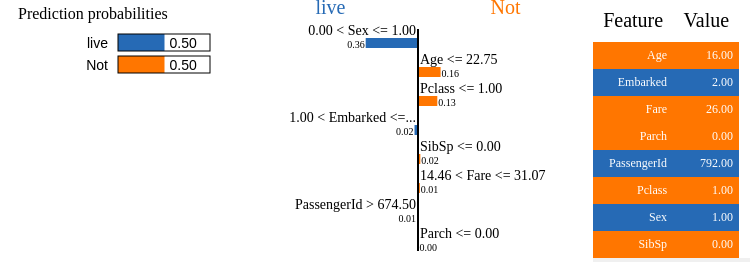 Prediction probabilities
live 0.50
Not 0.50
live Not
0.00 < Sex <= 1.00
0.36
Age <= 22.75
0.16
Pclass <= 1.00
0.13
1.00 < Embarked <=...
0.02
SibSp <= 0.00
0.02
14.46 < Fare <= 31.07
0.01
PassengerId > 674.50
0.01
Parch <= 0.00
0.00
Feature Value
Age 16.00
Embarked 2.00
Fare 26.00
Parch 0.00
PassengerId 792.00
Pclass 1.00
Sex 1.00
SibSp 0.00